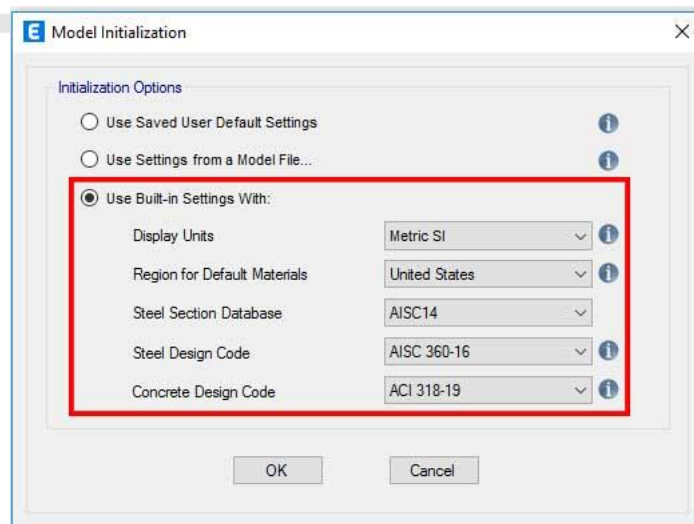 E Model Initialization
Initialization Options
Use Saved User Default Settings
Use Settings from a Model File...
Use Built-in Settings With:
Display Units Metric SI
Region for Default Materials United States
Steel Section Database AISC14
Steel Design Code AISC 360-16
Concrete Design Code ACI 318-19
OK Cancel